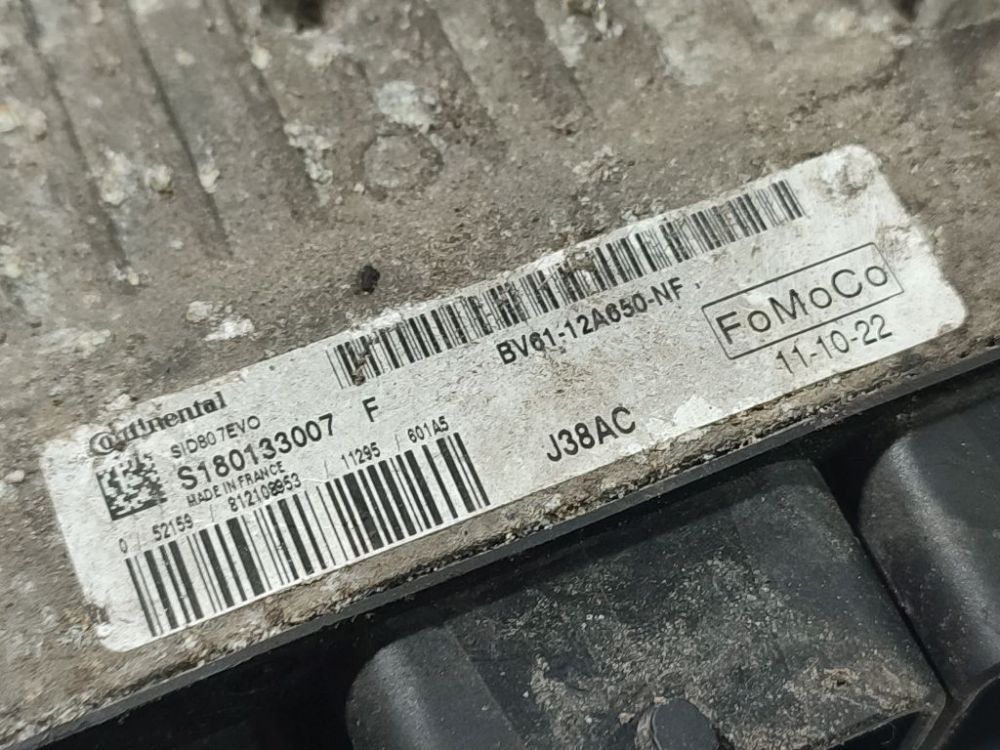 Continental
SID807EVO
S180133007 F
MADE IN FRANCE
0 52159 / 812108953 / 11295 / 601A5
BV61-12A650-NF
FoMoCo
11-10-22
J38AC